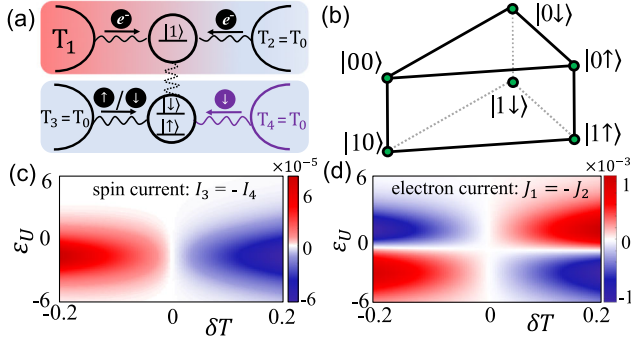 (a)
T₁
e⁻
|1⟩
e⁻
T₂=T₀
T₃=T₀
↑/↓
|↓⟩
|↑⟩
↓
T₄=T₀
(b)
|0↓⟩
|00⟩
|0↑⟩
|1↓⟩
|10⟩
|1↑⟩
(c)
spin current: I₃ = - I₄
×10⁻⁵
6
0
-6
ε_U
-0.2
0
0.2
δT
6
0
-6
(d)
electron current: J₁ = - J₂
×10⁻³
6
0
-6
ε_U
-0.2
0
0.2
δT
1
0
-1